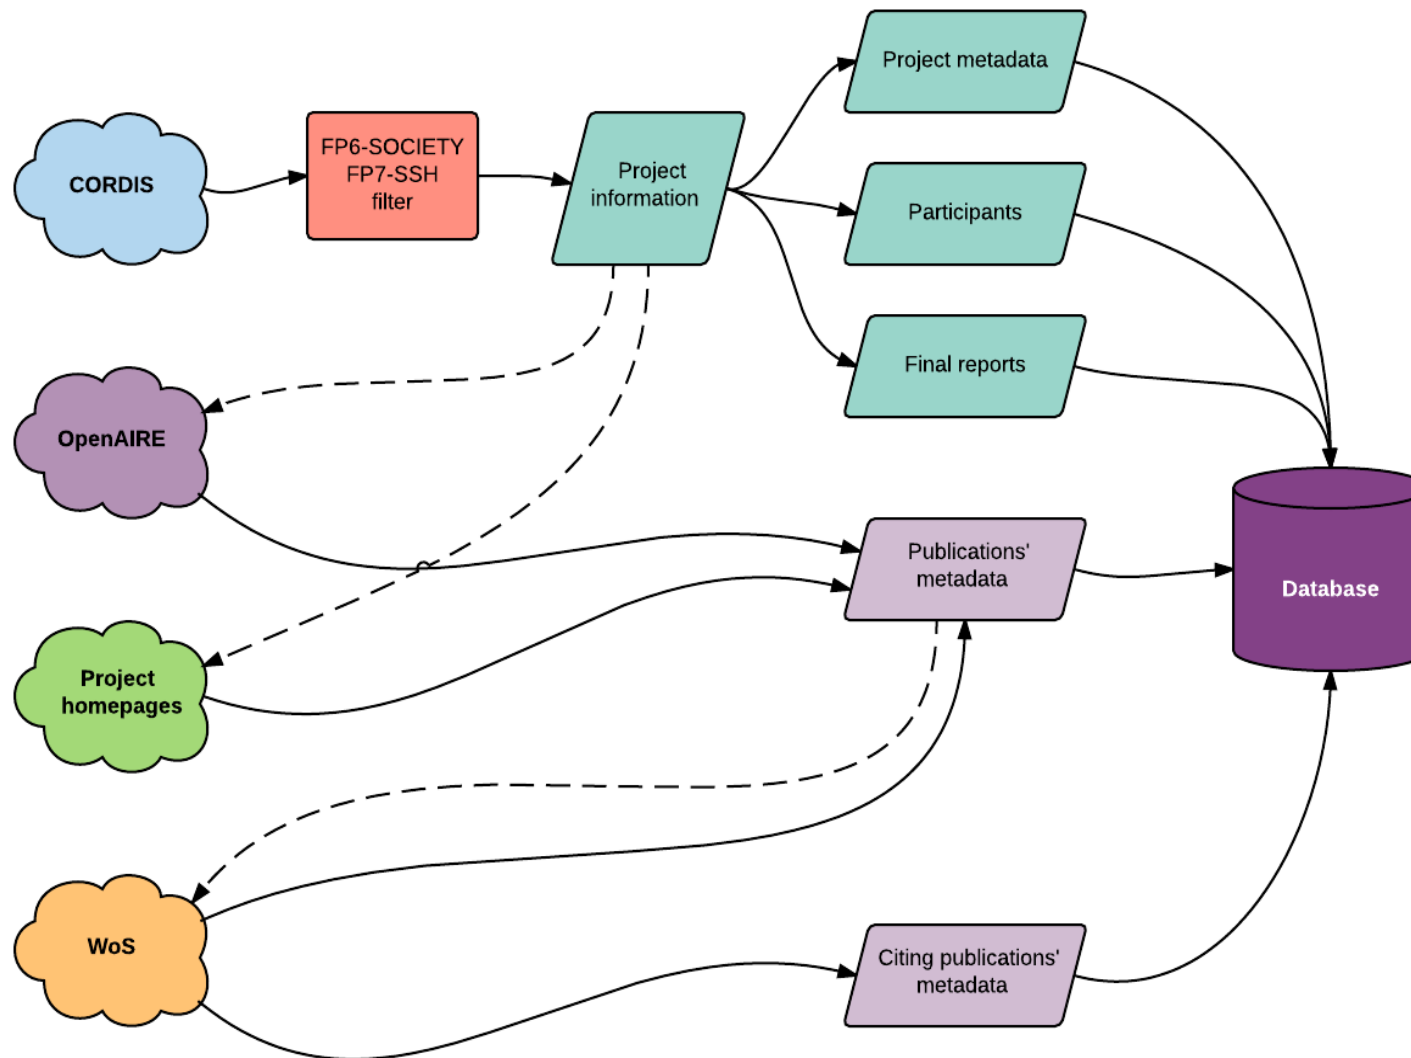 Project metadata
CORDIS
FP6-SOCIETY
FP7-SSH
filter
Project
information
Participants
Final reports
OpenAIRE
Publications'
metadata
Database
Project
homepages
WoS
Citing publications'
metadata